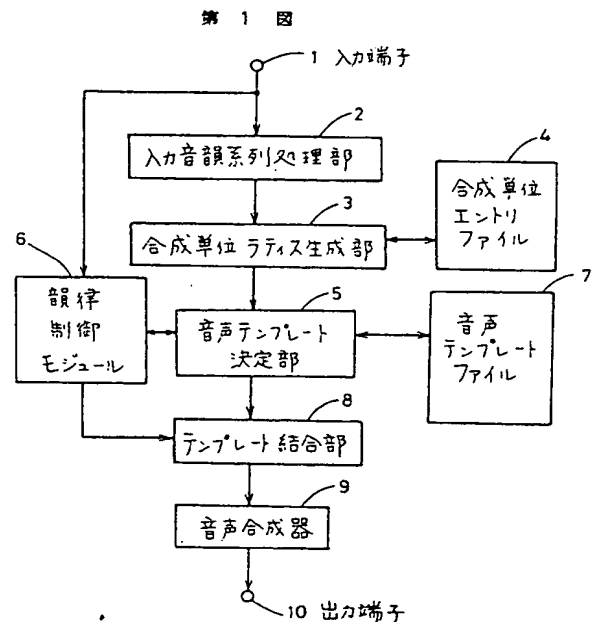 第 1 図
1 入力端子
2
入力音韻系列処理部
3
合成単位ラティス生成部
4
合成単位
エントリ
ファイル
5
音声テンプレート
決定部
6
韻律
制御
モジュール
7
音声
テンプレート
ファイル
8
テンプレート結合部
9
音声合成器
10 出力端子